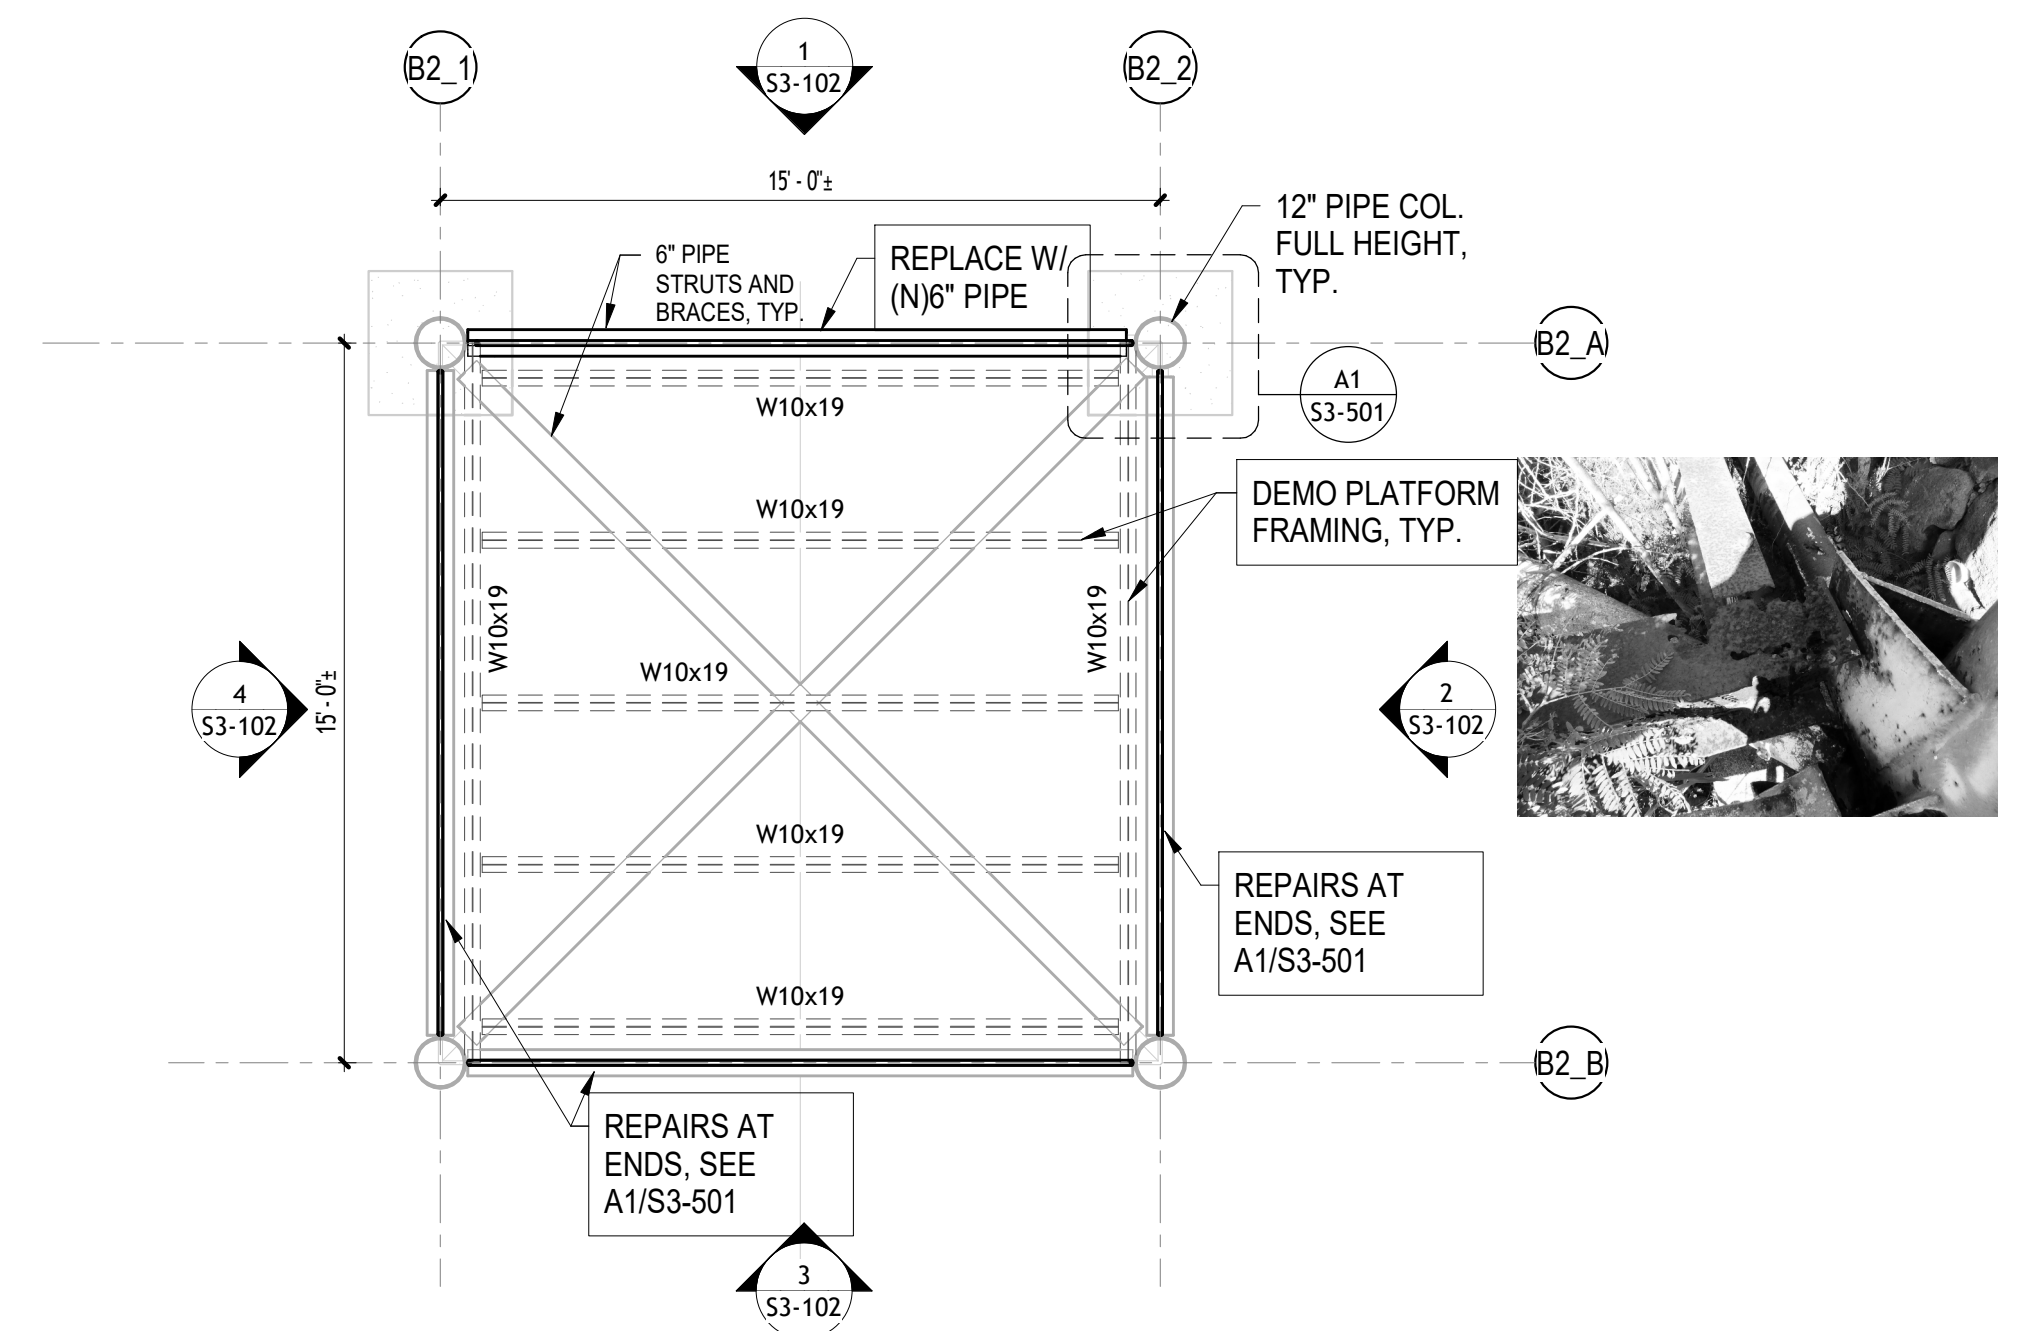 B2_1
1
S3-102
B2_2
15' - 0"±
12" PIPE COL.
FULL HEIGHT,
TYP.
6" PIPE
STRUTS AND
BRACES, TYP.
REPLACE W/
(N)6" PIPE
B2_A
A1
S3-501
W10x19
W10x19
DEMO PLATFORM
FRAMING, TYP.
W10x19
W10x19
W10x19
4
S3-102
15' - 0"±
2
S3-102
W10x19
REPAIRS AT
ENDS, SEE
A1/S3-501
W10x19
B2_B
REPAIRS AT
ENDS, SEE
A1/S3-501
3
S3-102